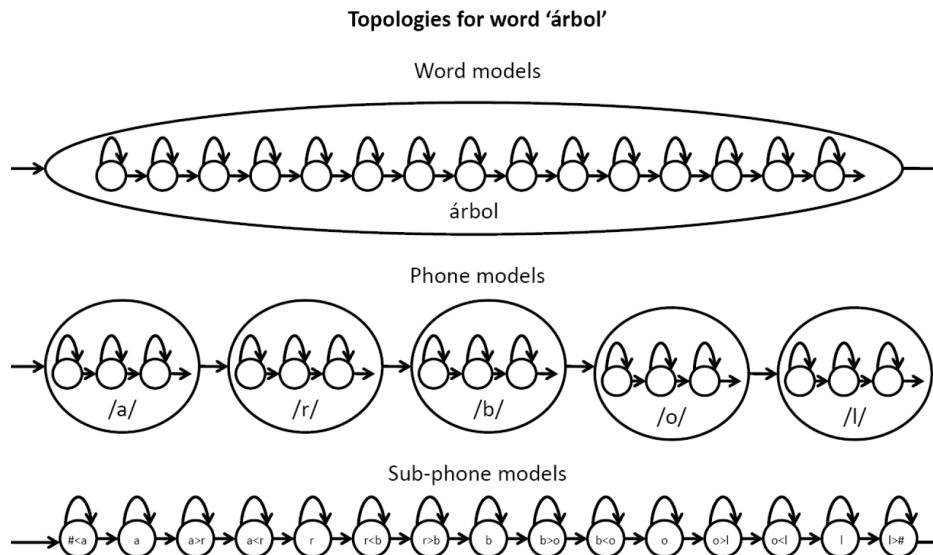 Topologies for word ‘árbol’
Word models
árbol
Phone models
/a/ /r/ /b/ /o/ /l/
Sub-phone models
#<a a a>r a<r r r<b r>b b b>o b<o o o>l o<l l l>#